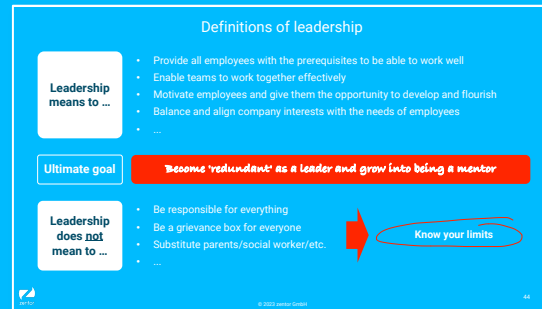 Definitions of leadership
Leadership
means to ...
• Provide all employees with the prerequisites to be able to work well
• Enable teams to work together effectively
• Motivate employees and give them the opportunity to develop and flourish
• Balance and align company interests with the needs of employees
• ...
Ultimate goal
Become 'redundant' as a leader and grow into being a mentor
Leadership
does not
mean to ...
• Be responsible for everything
• Be a grievance box for everyone
• Substitute parents/social worker/etc.
• ...
Know your limits
zentor
© 2023 zentor GmbH
44